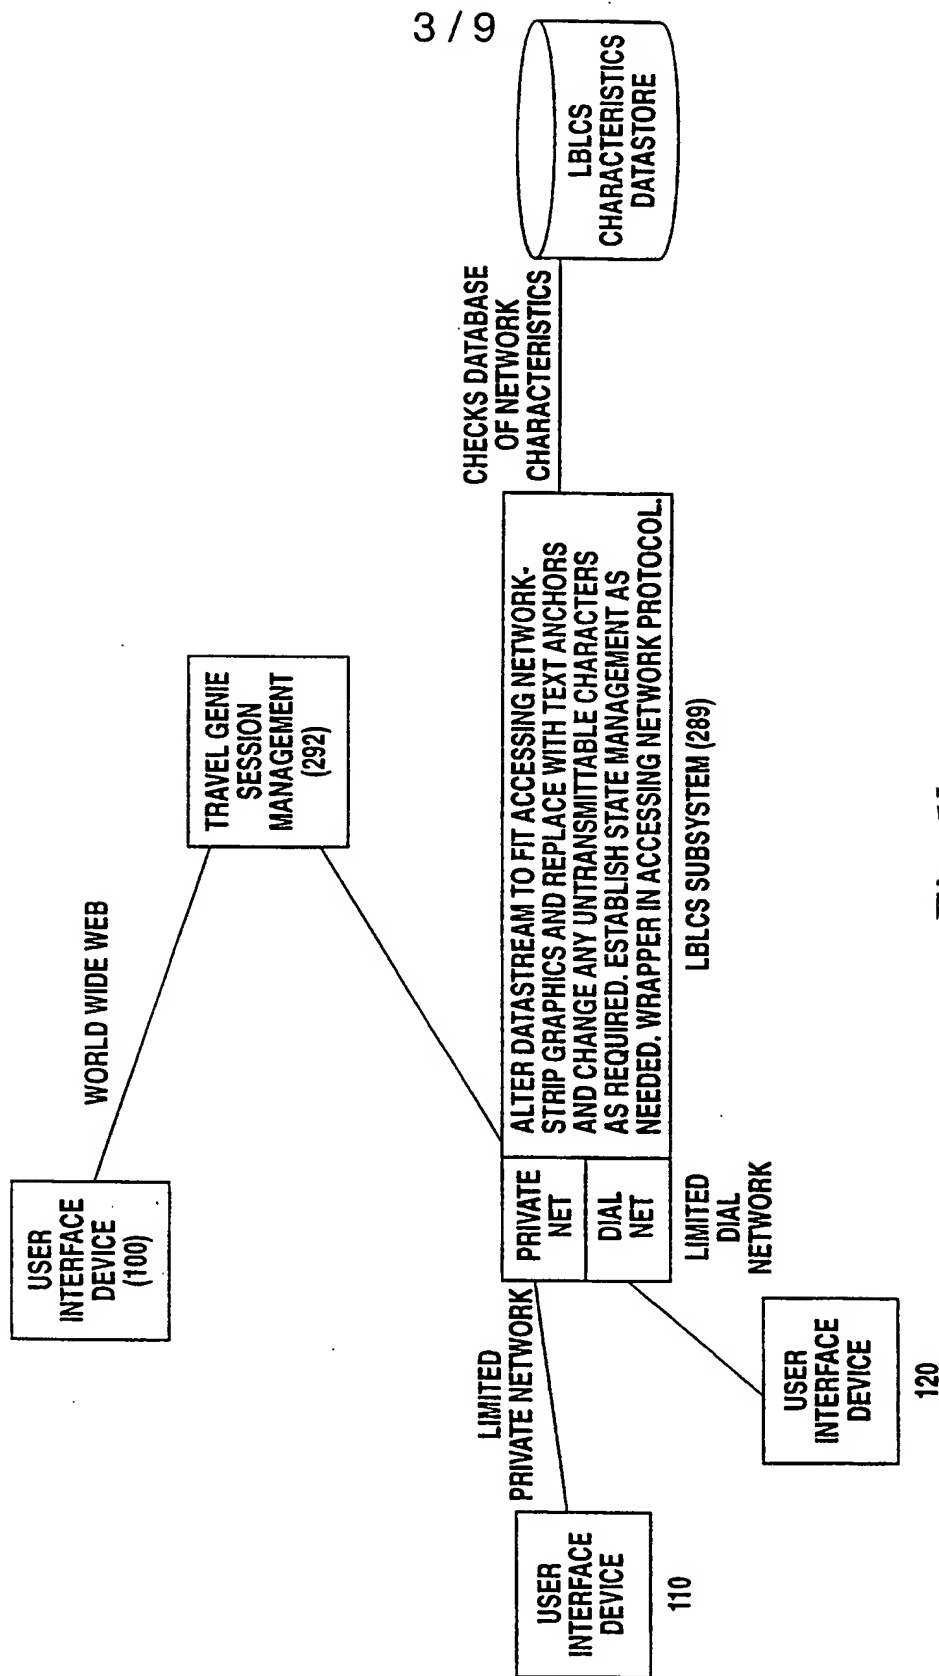 3 / 9
USER
INTERFACE
DEVICE
(100)
WORLD WIDE WEB
TRAVEL GENIE
SESSION
MANAGEMENT
(292)
CHECKS DATABASE
OF NETWORK
CHARACTERISTICS
LBLCS
CHARACTERISTICS
DATASTORE
LIMITED
PRIVATE NETWORK
PRIVATE
NET
DIAL
NET
ALTER DATASTREAM TO FIT ACCESSING NETWORK-
STRIP GRAPHICS AND REPLACE WITH TEXT ANCHORS
AND CHANGE ANY UNTRANSMITTABLE CHARACTERS
AS REQUIRED. ESTABLISH STATE MANAGEMENT AS
NEEDED. WRAPPER IN ACCESSING NETWORK PROTOCOL.
LBLCS SUBSYSTEM (289)
LIMITED
DIAL
NETWORK
USER
INTERFACE
DEVICE
110
USER
INTERFACE
DEVICE
120